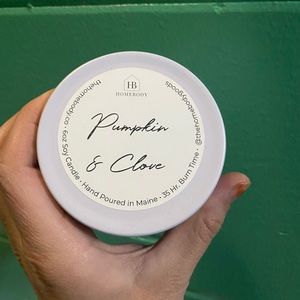 HB
HOMEBODY
Pumpkin
& Clove
thehomebody.co • 6oz Soy Candle • Hand Poured in Maine • 35 Hr. Burn Time • @thehomebodygoods